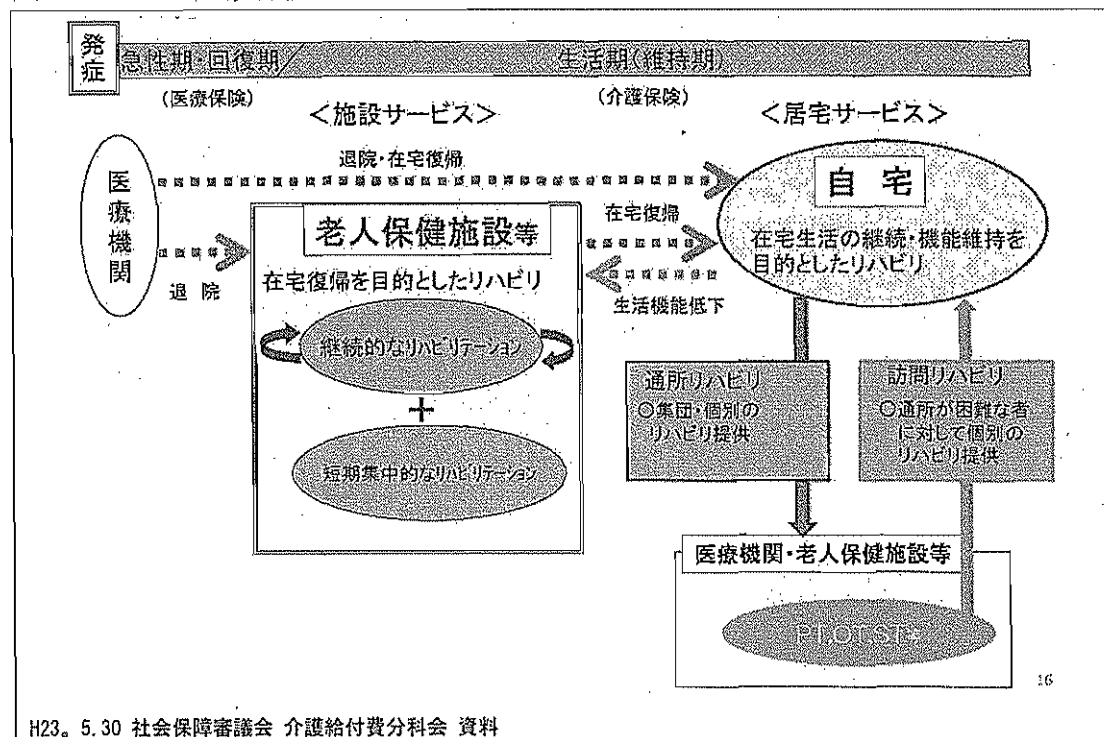 発症
急性期・回復期
生活期(維持期)
(医療保険)
(介護保険)
<施設サービス>
<居宅サービス>
医療機関
退院・在宅復帰
自宅
在宅生活の継続・機能維持を
目的としたリハビリ
退院
老人保健施設等
在宅復帰を目的としたリハビリ
継続的なリハビリテーション
+
短期集中的なリハビリテーション
在宅復帰
生活機能低下
通所リハビリ
○集団・個別の
リハビリ提供
訪問リハビリ
○通所が困難な者
に対して個別の
リハビリ提供
医療機関・老人保健施設等
PT,OT,ST等
16
H23。5.30 社会保障審議会 介護給付費分科会 資料